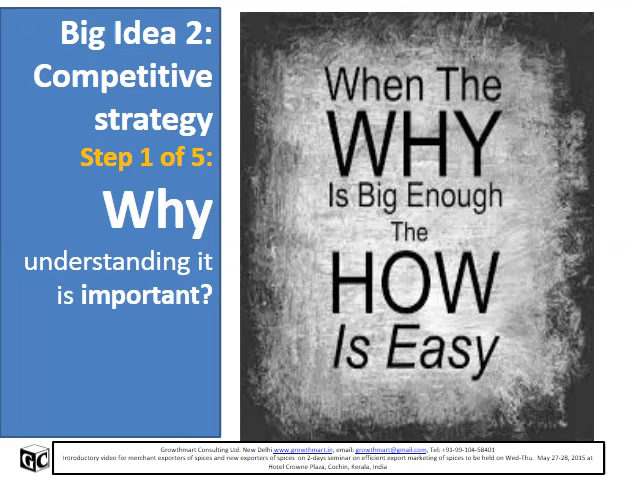 Big Idea 2:
Competitive
strategy
Step 1 of 5:
Why
understanding it
is important?
When The
WHY
Is Big Enough
The
HOW
Is Easy
GC
Growthmart Consulting Ltd. New Delhi www.growthmart.in, email: growthmart@gmail.com, Tel: +91-99-104-58401
Introductory video for merchant exporters of spices and new exporters of spices on 2-days seminar on efficient export marketing of spices to be held on Wed-Thu. May 27-28, 2015 at
Hotel Crowne Plaza, Cochin, Kerala, India